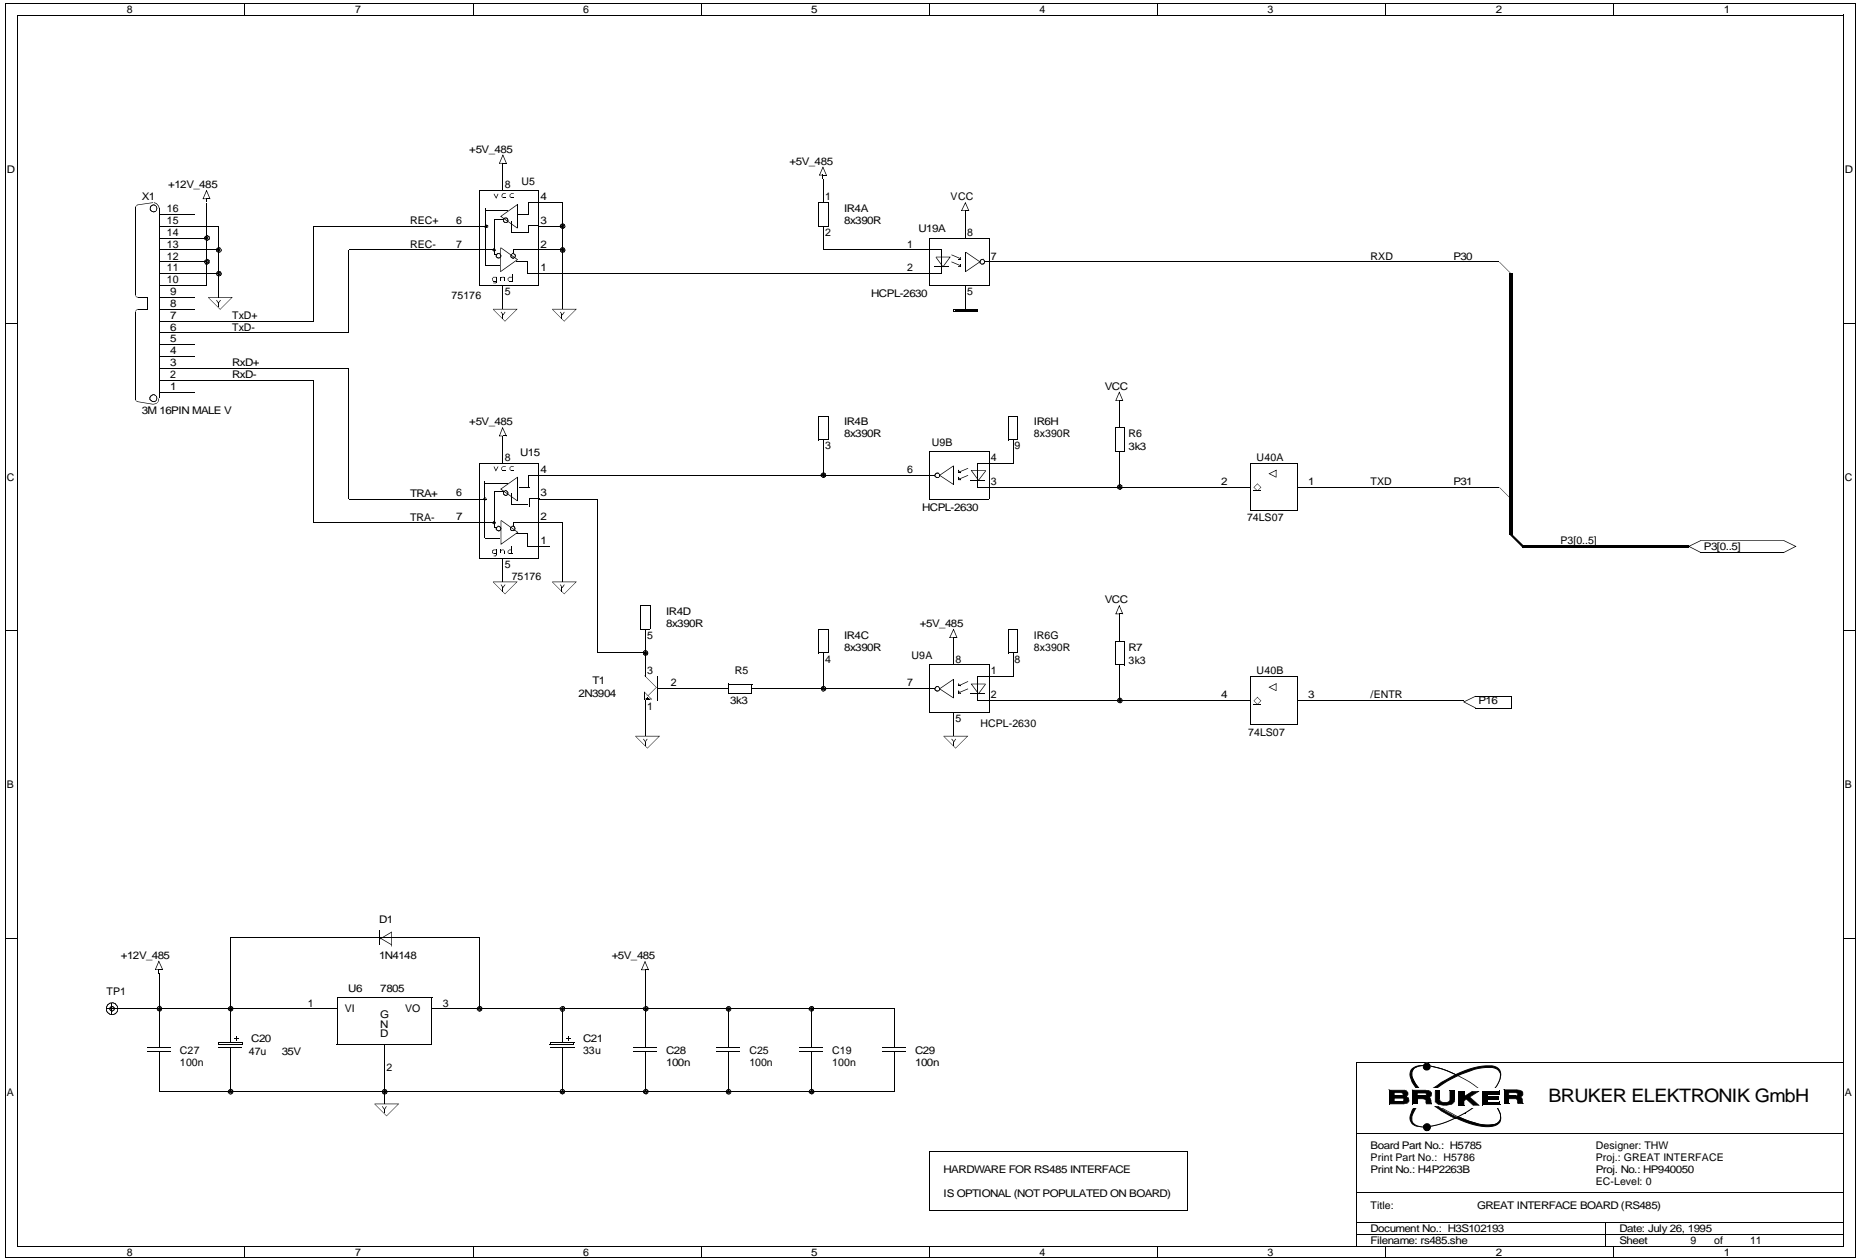 8 7 6 5 4 3 2 1
D D
+5V_485
+5V_485
+12V_485
X1
8 U5
vcc
4
3
2
1
gnd
5
75176
REC+ 6
REC- 7
1
IR4A
8x390R
2
VCC
U19A
8
1
2
7
5
HCPL-2630
RXD P30
16
15
14
13
12
11
10
9
8
7 TxD+
6 TxD-
5
4
3 RxD+
2 RxD-
1
3M 16PIN MALE V
Y
Y
Y
C C
+5V_485
8 U15
vcc
4
3
2
1
gnd
5
75176
TRA+ 6
TRA- 7
Y
Y
IR4B
8x390R
3
U9B
6
4
3
HCPL-2630
IR6H
8x390R
9
VCC
R6
3k3
U40A
2
1
74LS07
TXD P31
P3[0..5] P3[0..5]
IR4D
8x390R
5
3
T1
2N3904
2
1
Y
R5
3k3
IR4C
8x390R
4
+5V_485
U9A
8
7
1
2
5
HCPL-2630
Y
IR6G
8x390R
8
VCC
R7
3k3
U40B
4
3
74LS07
/ENTR P16
B B
D1
1N4148
+12V_485
+5V_485
TP1
U6 7805
1 VI VO 3
GND
2
C27
100n
C20
47u 35V
C21
33u
C28
100n
C25
100n
C19
100n
C29
100n
Y
A A
HARDWARE FOR RS485 INTERFACE
IS OPTIONAL (NOT POPULATED ON BOARD)
BRUKER BRUKER ELEKTRONIK GmbH
Board Part No.: H5785 Designer: THW
Print Part No.: H5786 Proj.: GREAT INTERFACE
Print No.: H4P2263B Proj. No.: HP940050
EC-Level: 0
Title: GREAT INTERFACE BOARD (RS485)
Document No.: H3S102193 Date: July 26, 1995
Filename: rs485.she Sheet 9 of 11
8 7 6 5 4 3 2 1